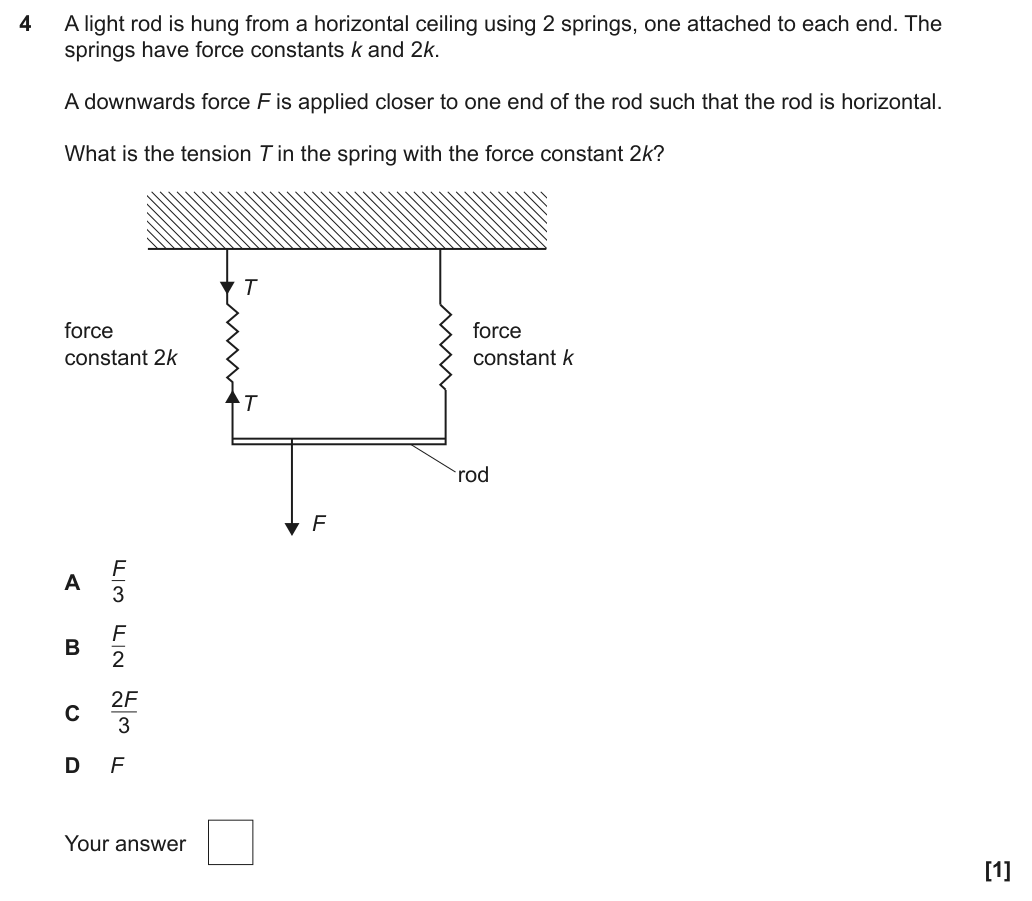 4 A light rod is hung from a horizontal ceiling using 2 springs, one attached to each end. The
springs have force constants k and 2k.
A downwards force F is applied closer to one end of the rod such that the rod is horizontal.
What is the tension T in the spring with the force constant 2k?
T
force
constant 2k
force
constant k
T
rod
F
A F/3
B F/2
C 2F/3
D F
Your answer
[1]